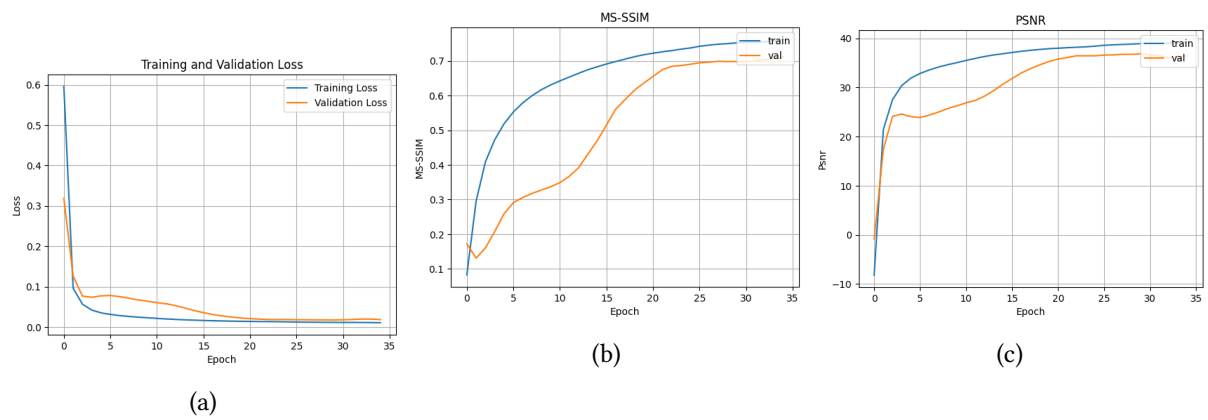 Training and Validation Loss
Training Loss
Validation Loss
0.6
0.5
0.4
0.3
0.2
0.1
0.0
Loss
0 5 10 15 20 25 30 35
Epoch
(a)
MS-SSIM
train
val
0.7
0.6
0.5
0.4
0.3
0.2
0.1
MS-SSIM
0 5 10 15 20 25 30 35
Epoch
(b)
PSNR
train
val
40
30
20
10
0
−10
Psnr
0 5 10 15 20 25 30 35
Epoch
(c)